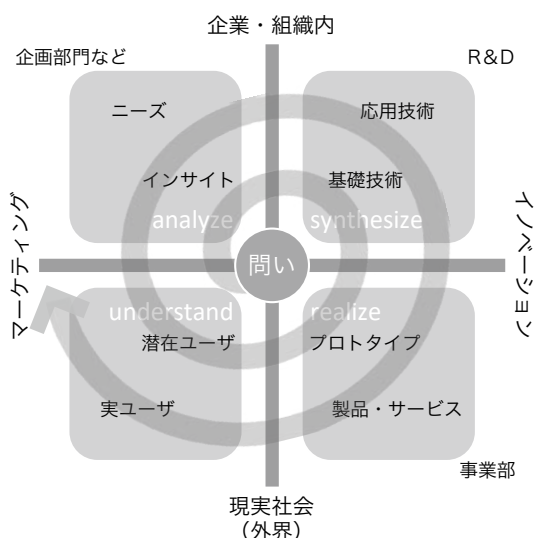 企業・組織内
企画部門など
R&D
ニーズ
応用技術
インサイト
基礎技術
analyze
synthesize
マーケティング
問い
イノベーション
understand
realize
潜在ユーザ
プロトタイプ
実ユーザ
製品・サービス
事業部
現実社会
（外界）